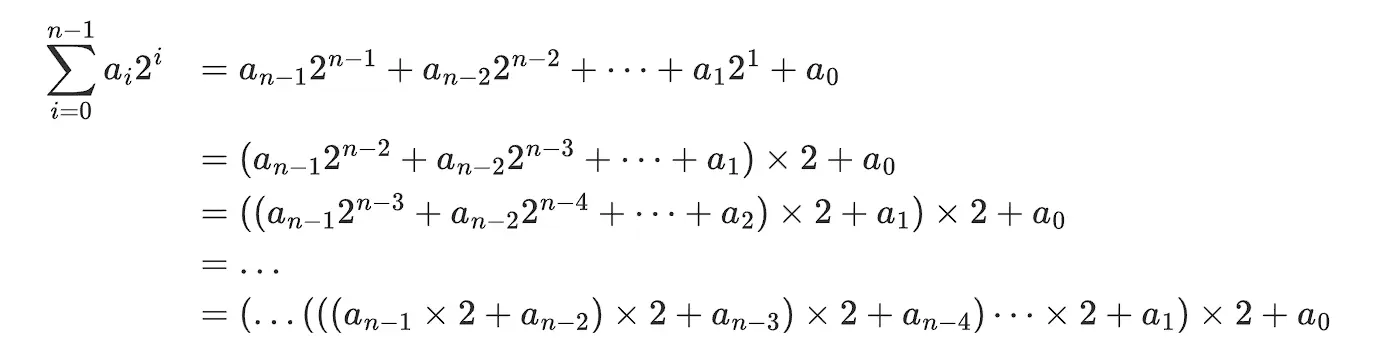 $\sum_{i=0}^{n-1} a_i 2^i = a_{n-1}2^{n-1} + a_{n-2}2^{n-2} + \cdots + a_1 2^1 + a_0$
$= (a_{n-1}2^{n-2} + a_{n-2}2^{n-3} + \cdots + a_1) \times 2 + a_0$
$= ((a_{n-1}2^{n-3} + a_{n-2}2^{n-4} + \cdots + a_2) \times 2 + a_1) \times 2 + a_0$
$= \ldots$
$= (\ldots(((a_{n-1} \times 2 + a_{n-2}) \times 2 + a_{n-3}) \times 2 + a_{n-4}) \cdots \times 2 + a_1) \times 2 + a_0$